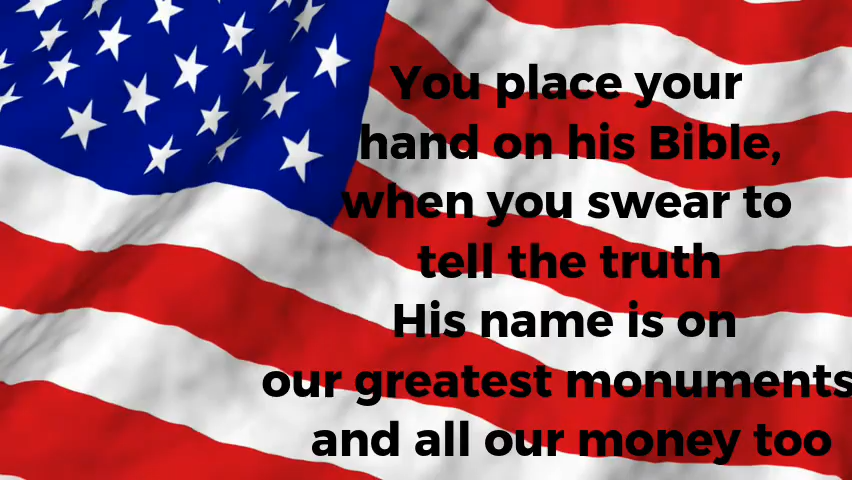 You place your
hand on his Bible,
when you swear to
tell the truth
His name is on
our greatest monuments
and all our money too